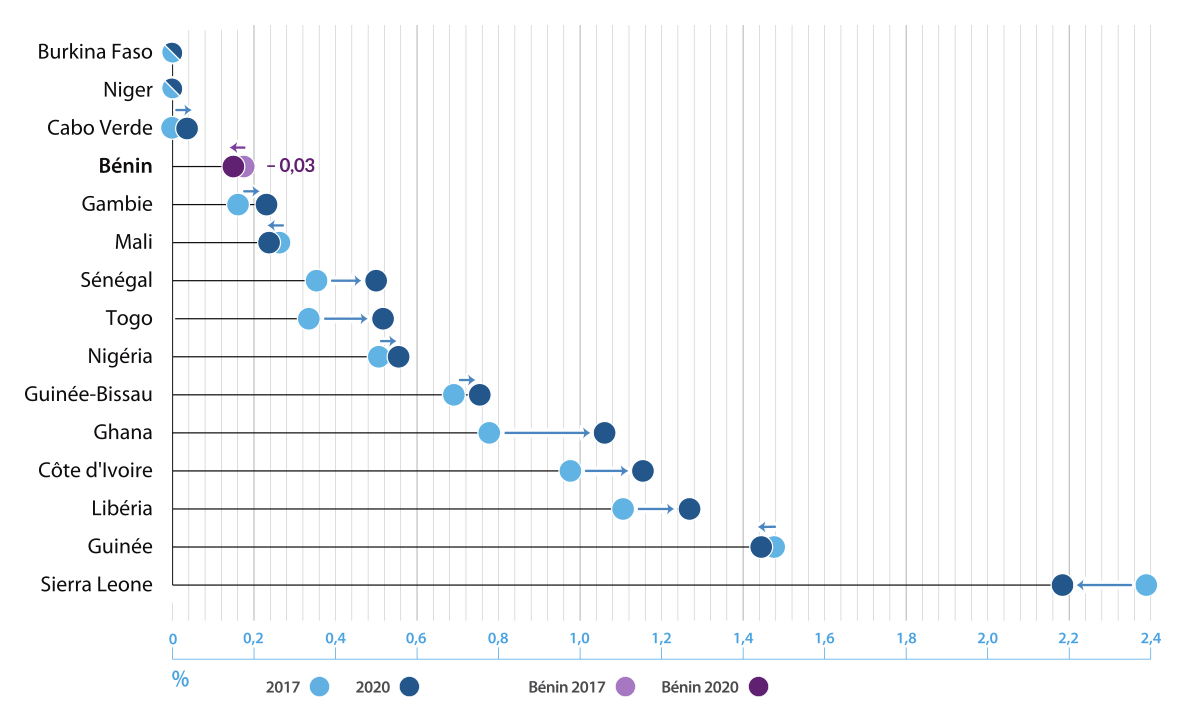 Burkina Faso
Niger
Cabo Verde
Bénin – 0,03
Gambie
Mali
Sénégal
Togo
Nigéria
Guinée-Bissau
Ghana
Côte d'Ivoire
Libéria
Guinée
Sierra Leone
0 0,2 0,4 0,6 0,8 1,0 1,2 1,4 1,6 1,8 2,0 2,2 2,4
%
2017 2020 Bénin 2017 Bénin 2020